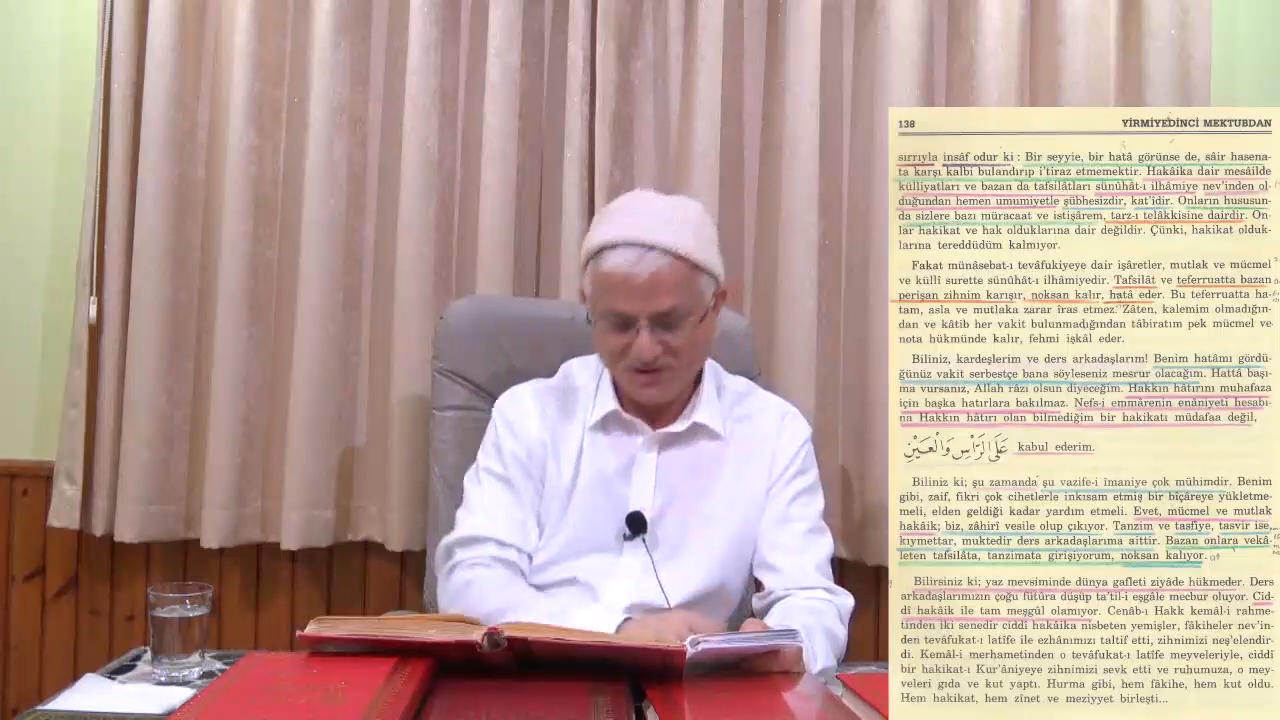 138 YİRMİYEDİNCİ MEKTUBDAN
sırrıyla insâf odur ki : Bir seyyie, bir hatâ görünse de, sâir hasena-
ta karşı kalbi bulandırıp i'tiraz etmemektir. Hakâika dair mesâilde
külliyatları ve bazan da tafsilâtları sünûhât-ı ilhâmiye nev'inden ol-
duğundan hemen umumiyetle şübhesizdir, kat'îdir. Onların hususun-
da sizlere bazı müracaat ve istişârem, tarz-ı telâkkisine dairdir. On-
lar hakikat ve hak olduklarına dair değildir. Çünki, hakikat olduk-
larına tereddüdüm kalmıyor.
Fakat münâsebat-ı tevâfukiyeye dair işâretler, mutlak ve mücmel
ve küllî surette sünûhât-ı ilhâmiyedir. Tafsilât ve teferruatta bazan
perişan zihnim karışır, noksan kalır, hatâ eder. Bu teferruatta ha-
tam, asla ve mutlaka zarar îras etmez. Zâten, kalemim olmadığın-
dan ve kâtib her vakit bulunmadığından tâbiratım pek mücmel ve
nota hükmünde kalır, fehmi işkâl eder.
Biliniz, kardeşlerim ve ders arkadaşlarım! Benim hatâmı gördü-
ğünüz vakit serbestçe bana söyleseniz mesrur olacağım. Hattâ başı-
ma vursanız, Allah râzı olsun diyeceğim. Hakkın hâtırını muhafaza
için başka hatırlara bakılmaz. Nefs-i emmârenin enâniyeti hesabı-
na Hakkın hâtırı olan bilmediğim bir hakikatı müdafaa değil,
عَلَى الرَّاْسِ وَالْعَيْنِ kabul ederim.
Biliniz ki; şu zamanda şu vazife-i imaniye çok mühimdir. Benim
gibi, zaif, fikri çok cihetlerle inkısam etmiş bir bîçâreye yükletme-
meli, elden geldiği kadar yardım etmeli. Evet, mücmel ve mutlak
hakâik; biz, zâhirî vesile olup çıkıyor. Tanzim ve tasfiye, tasvir ise,
kıymettar, muktedir ders arkadaşlarıma aittir. Bazan onlara vekâ-
leten tafsilâta, tanzimata girişiyorum, noksan kalıyor.
Bilirsiniz ki; yaz mevsiminde dünya gafleti ziyâde hükmeder. Ders
arkadaşlarımızın çoğu fütûra düşüp ta'til-i eşgâle mecbur oluyor. Cid-
dî hakâik ile tam meşgûl olamıyor. Cenâb-ı Hakk kemâl-i rahme-
tinden iki senedir ciddî hakâika nisbeten yemişler, fâkiheler nev'in-
den tevâfukat-ı latîfe ile ezhânımızı taltif etti, zihnimizi neş'elendir-
di. Kemâl-i merhametinden o tevâfukat-ı latîfe meyveleriyle, ciddî
bir hakikat-ı Kur'âniyeye zihnimizi sevk etti ve ruhumuza, o mey-
veleri gıda ve kut yaptı. Hurma gibi, hem fâkihe, hem kut oldu.
Hem hakikat, hem zînet ve meziyyet birleşti...